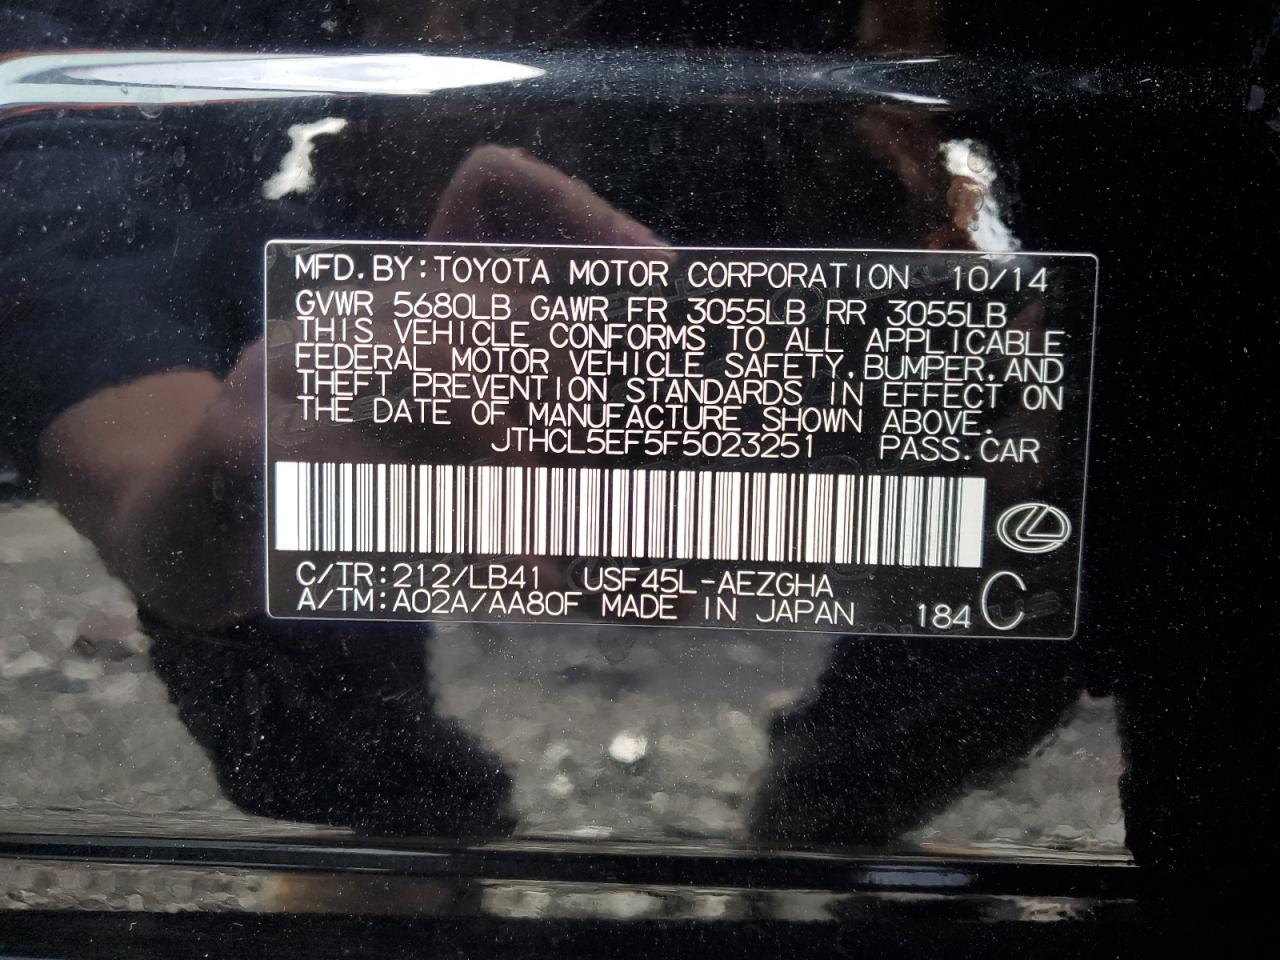 MFD.BY:TOYOTA MOTOR CORPORATION 10/14
GVWR 5680LB GAWR FR 3055LB RR 3055LB
THIS VEHICLE CONFORMS TO ALL APPLICABLE
FEDERAL MOTOR VEHICLE SAFETY,BUMPER,AND
THEFT PREVENTION STANDARDS IN EFFECT ON
THE DATE OF MANUFACTURE SHOWN ABOVE.
JTHCL5EF5F5023251 PASS.CAR
C/TR:212/LB41 USF45L-AEZGHA
A/TM:A02A/AA80F MADE IN JAPAN 184 C